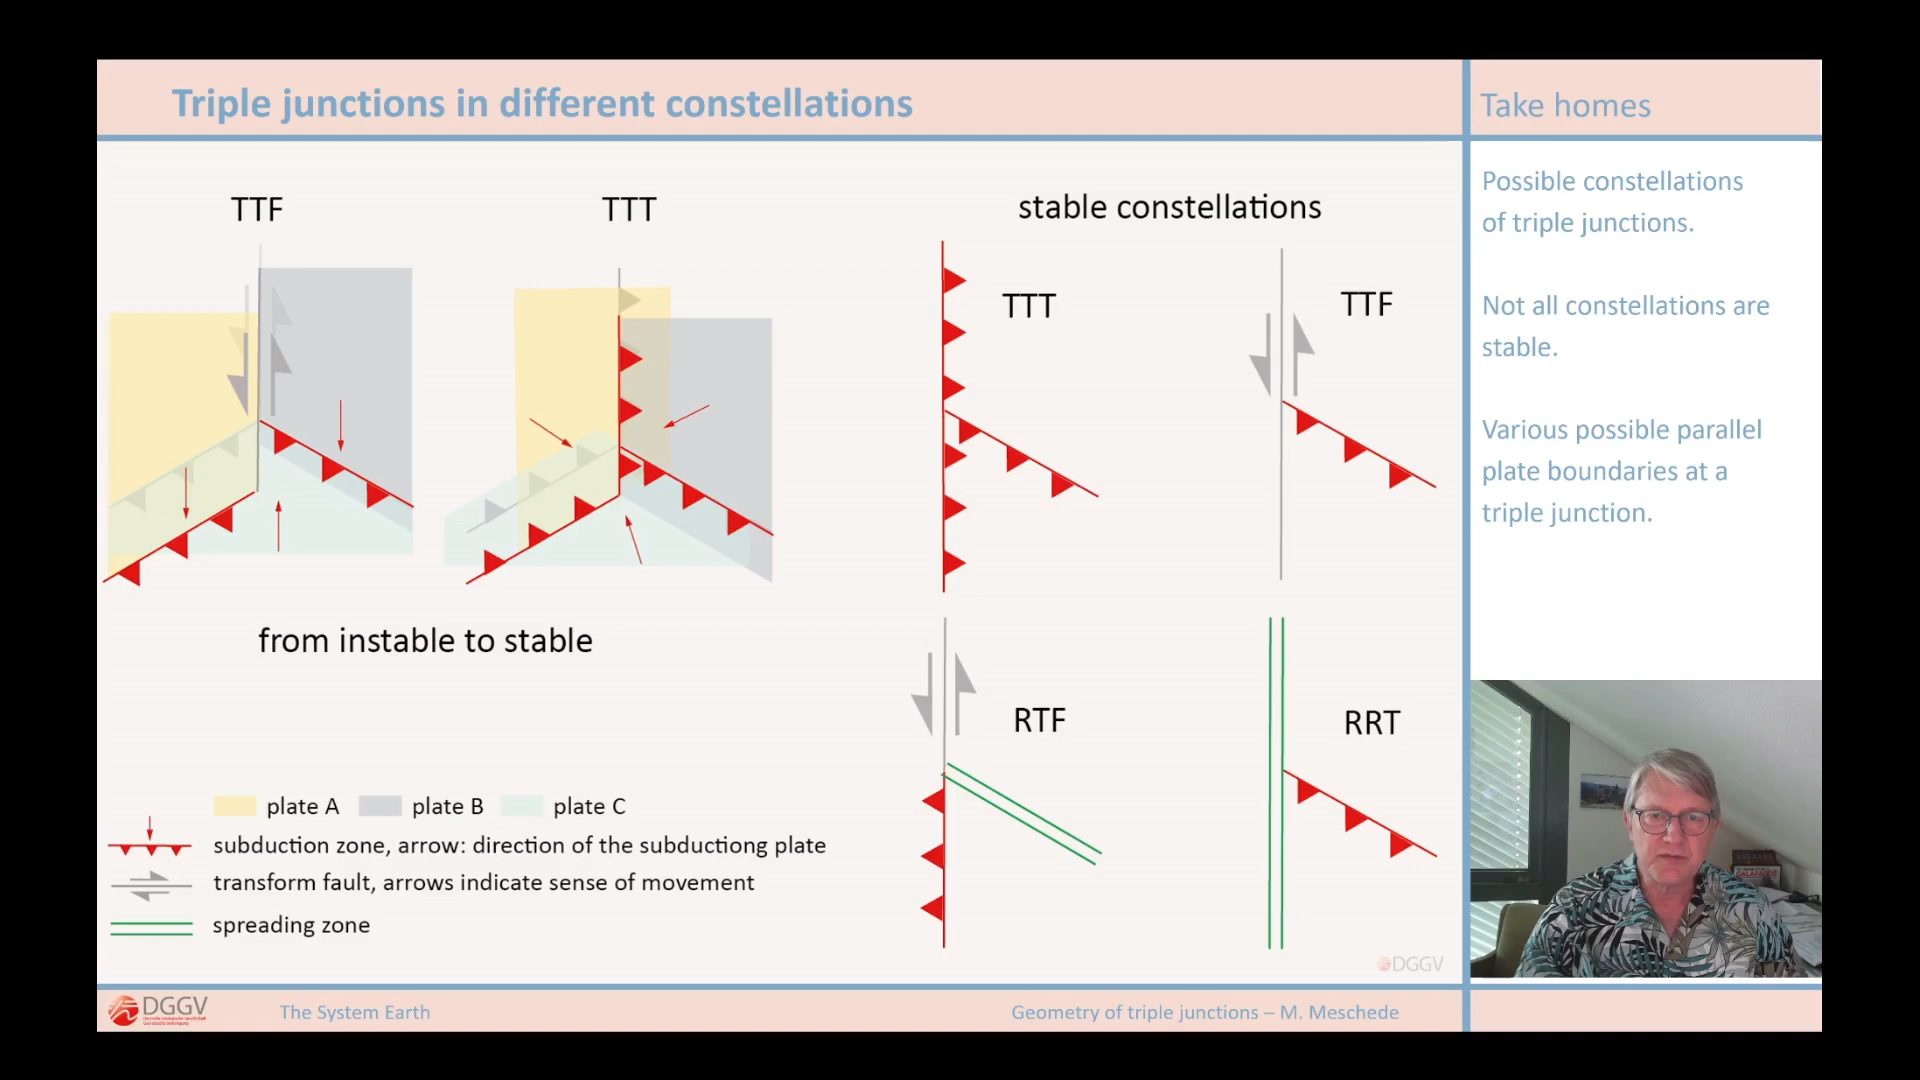 Triple junctions in different constellations
Take homes
Possible constellations
of triple junctions.
Not all constellations are
stable.
Various possible parallel
plate boundaries at a
triple junction.
TTF
TTT
stable constellations
TTT
TTF
from instable to stable
RTF
RRT
plate A
plate B
plate C
subduction zone, arrow: direction of the subductiong plate
transform fault, arrows indicate sense of movement
spreading zone
DGGV
DGGV
The System Earth
Geometry of triple junctions – M. Meschede